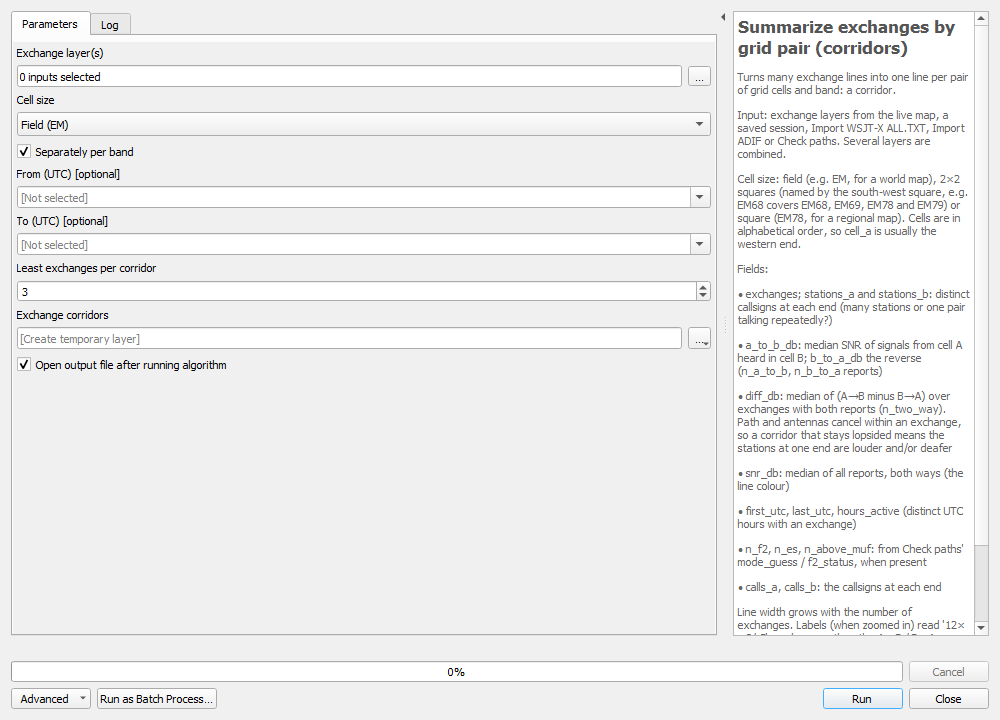 Parameters
Log
Exchange layer(s)
0 inputs selected
...
Cell size
Field (EM)
Separately per band
From (UTC) [optional]
[Not selected]
To (UTC) [optional]
[Not selected]
Least exchanges per corridor
3
Exchange corridors
[Create temporary layer]
...
Open output file after running algorithm
Summarize exchanges by
grid pair (corridors)
Turns many exchange lines into one line per pair
of grid cells and band: a corridor.
Input: exchange layers from the live map, a
saved session, Import WSJT-X ALL.TXT, Import
ADIF or Check paths. Several layers are
combined.
Cell size: field (e.g. EM, for a world map), 2×2
squares (named by the south-west square, e.g.
EM68 covers EM68, EM69, EM78 and EM79) or
square (EM78, for a regional map). Cells are in
alphabetical order, so cell_a is usually the
western end.
Fields:
• exchanges; stations_a and stations_b: distinct
callsigns at each end (many stations or one pair
talking repeatedly?)
• a_to_b_db: median SNR of signals from cell A
heard in cell B; b_to_a_db the reverse
(n_a_to_b, n_b_to_a reports)
• diff_db: median of (A→B minus B→A) over
exchanges with both reports (n_two_way).
Path and antennas cancel within an exchange,
so a corridor that stays lopsided means the
stations at one end are louder and/or deafer
• snr_db: median of all reports, both ways (the
line colour)
• first_utc, last_utc, hours_active (distinct UTC
hours with an exchange)
• n_f2, n_es, n_above_muf: from Check paths'
mode_guess / f2_status, when present
• calls_a, calls_b: the callsigns at each end
Line width grows with the number of
exchanges. Labels (when zoomed in) read '12×
0%
Cancel
Advanced
Run as Batch Process...
Run
Close